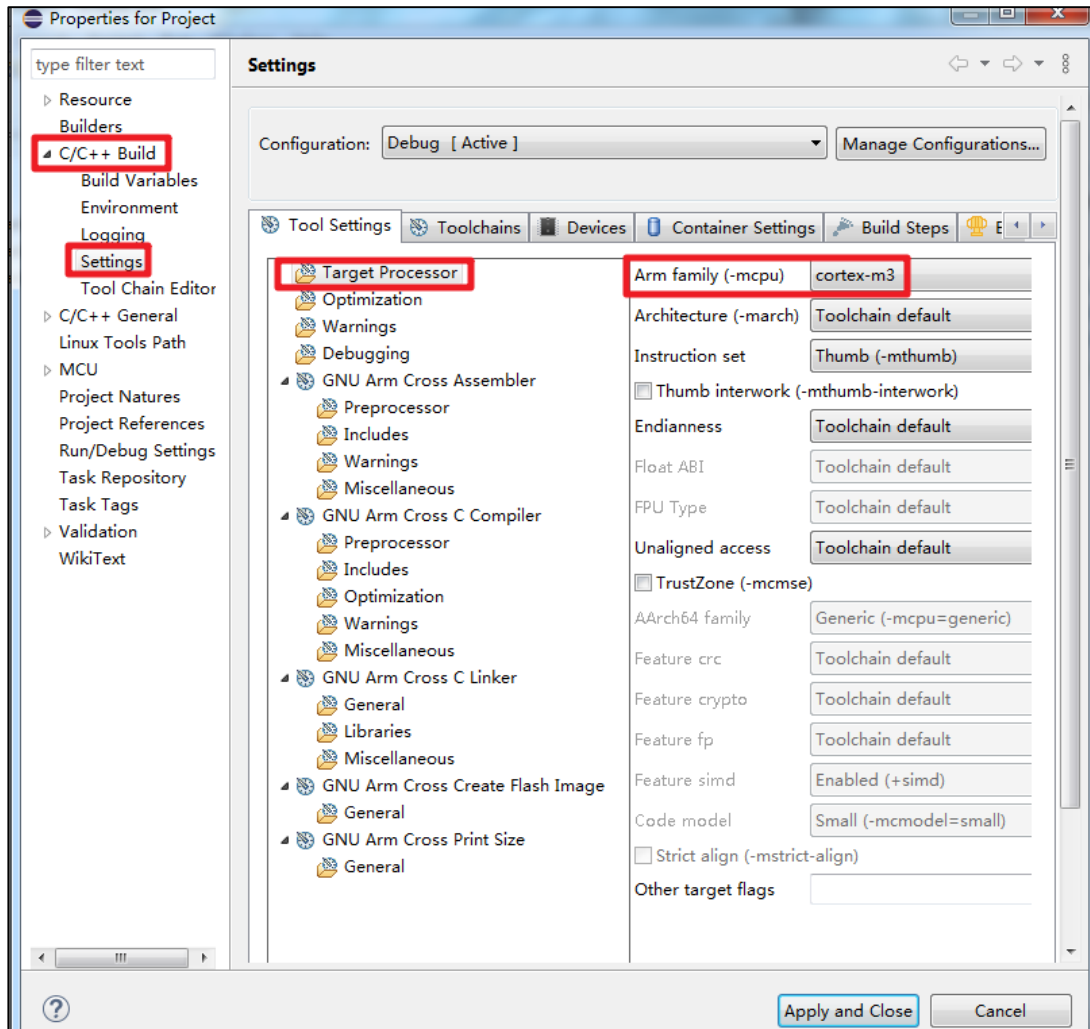 Properties for Project
type filter text
Resource
Builders
C/C++ Build
Build Variables
Environment
Logging
Settings
Tool Chain Editor
C/C++ General
Linux Tools Path
MCU
Project Natures
Project References
Run/Debug Settings
Task Repository
Task Tags
Validation
WikiText
Settings
Configuration: Debug [ Active ] Manage Configurations...
Tool Settings Toolchains Devices Container Settings Build Steps
Target Processor
Optimization
Warnings
Debugging
GNU Arm Cross Assembler
Preprocessor
Includes
Warnings
Miscellaneous
GNU Arm Cross C Compiler
Preprocessor
Includes
Optimization
Warnings
Miscellaneous
GNU Arm Cross C Linker
General
Libraries
Miscellaneous
GNU Arm Cross Create Flash Image
General
GNU Arm Cross Print Size
General
Arm family (-mcpu) cortex-m3
Architecture (-march) Toolchain default
Instruction set Thumb (-mthumb)
Thumb interwork (-mthumb-interwork)
Endianness Toolchain default
Float ABI Toolchain default
FPU Type Toolchain default
Unaligned access Toolchain default
TrustZone (-mcmse)
AArch64 family Generic (-mcpu=generic)
Feature crc Toolchain default
Feature crypto Toolchain default
Feature fp Toolchain default
Feature simd Enabled (+simd)
Code model Small (-mcmodel=small)
Strict align (-mstrict-align)
Other target flags
Apply and Close Cancel